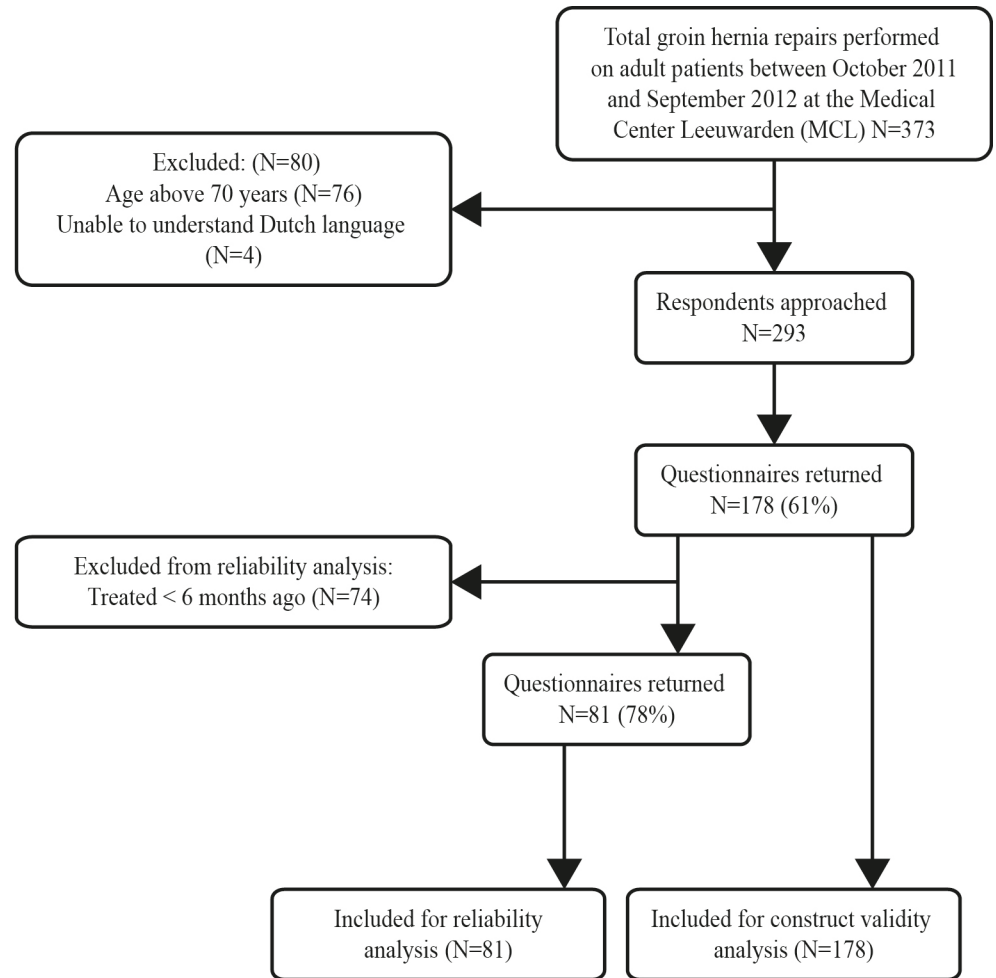 Total groin hernia repairs performed
on adult patients between October 2011
and September 2012 at the Medical
Center Leeuwarden (MCL) N=373
Excluded: (N=80)
Age above 70 years (N=76)
Unable to understand Dutch language
(N=4)
Respondents approached
N=293
Questionnaires returned
N=178 (61%)
Excluded from reliability analysis:
Treated < 6 months ago (N=74)
Questionnaires returned
N=81 (78%)
Included for reliability
analysis (N=81)
Included for construct validity
analysis (N=178)